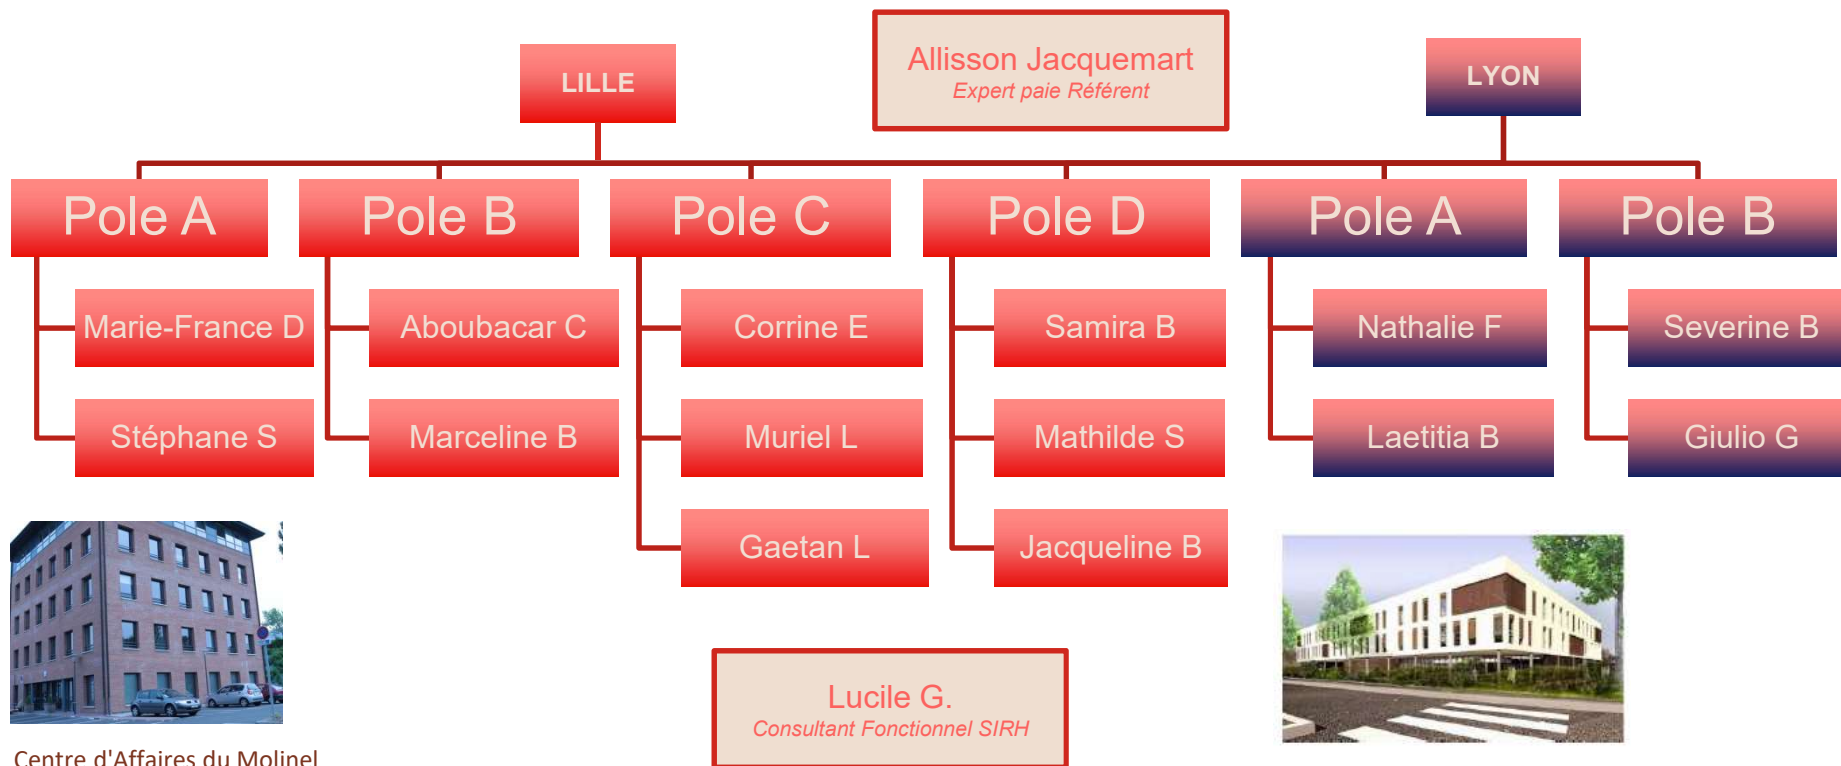 Allisson Jacquemart
Expert paie Référent
LILLE
LYON
Pole A
Pole B
Pole C
Pole D
Pole A
Pole B
Marie-France D
Aboubacar C
Corrine E
Samira B
Nathalie F
Severine B
Stéphane S
Marceline B
Muriel L
Mathilde S
Laetitia B
Giulio G
Gaetan L
Jacqueline B
Lucile G.
Consultant Fonctionnel SIRH
Centre d'Affaires du Molinel